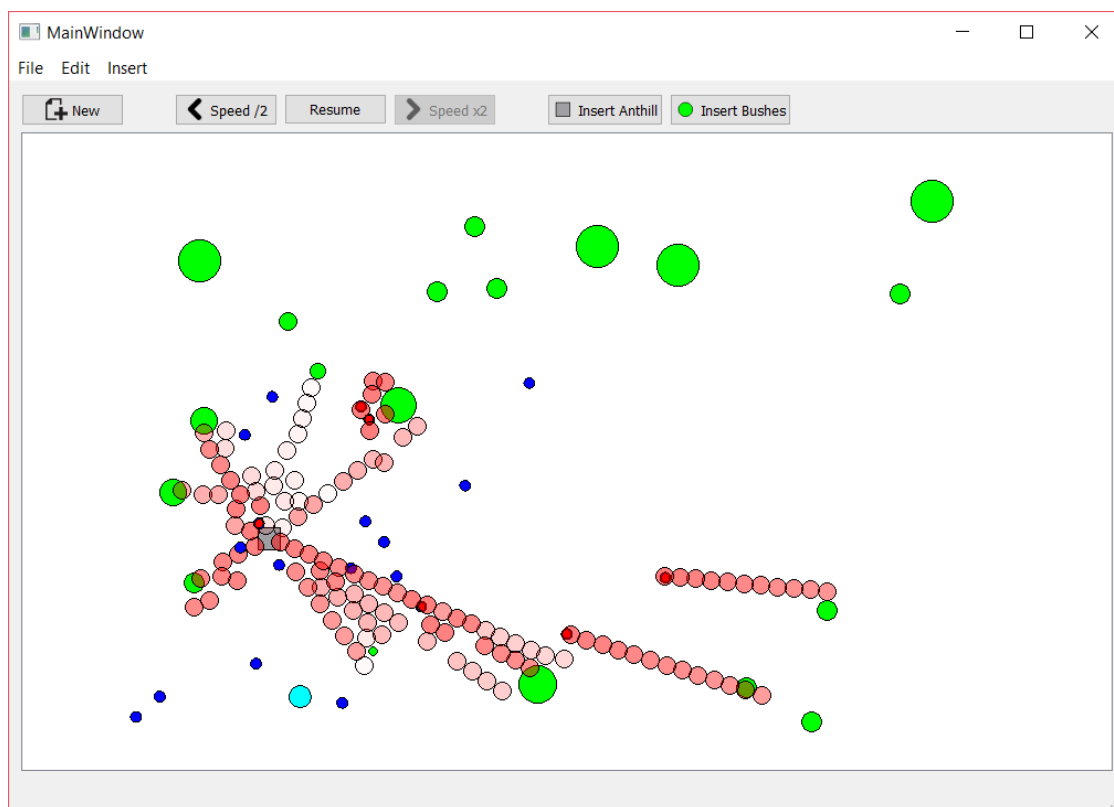 MainWindow
File Edit Insert
New Speed /2 Resume Speed x2 Insert Anthill Insert Bushes